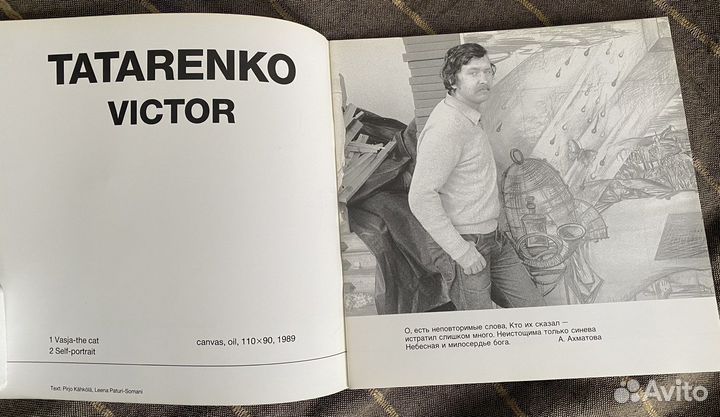 TATARENKO
VICTOR
1 Vasja-the cat canvas, oil, 110×90, 1989
2 Self-portrait
Text: Pirjo Kähkölä, Leena Paturi-Somani
О, есть неповторимые слова, Кто их сказал —
истратил слишком много. Неистощима только синева
Небесная и милосердье бога. А. Ахматова
Avito